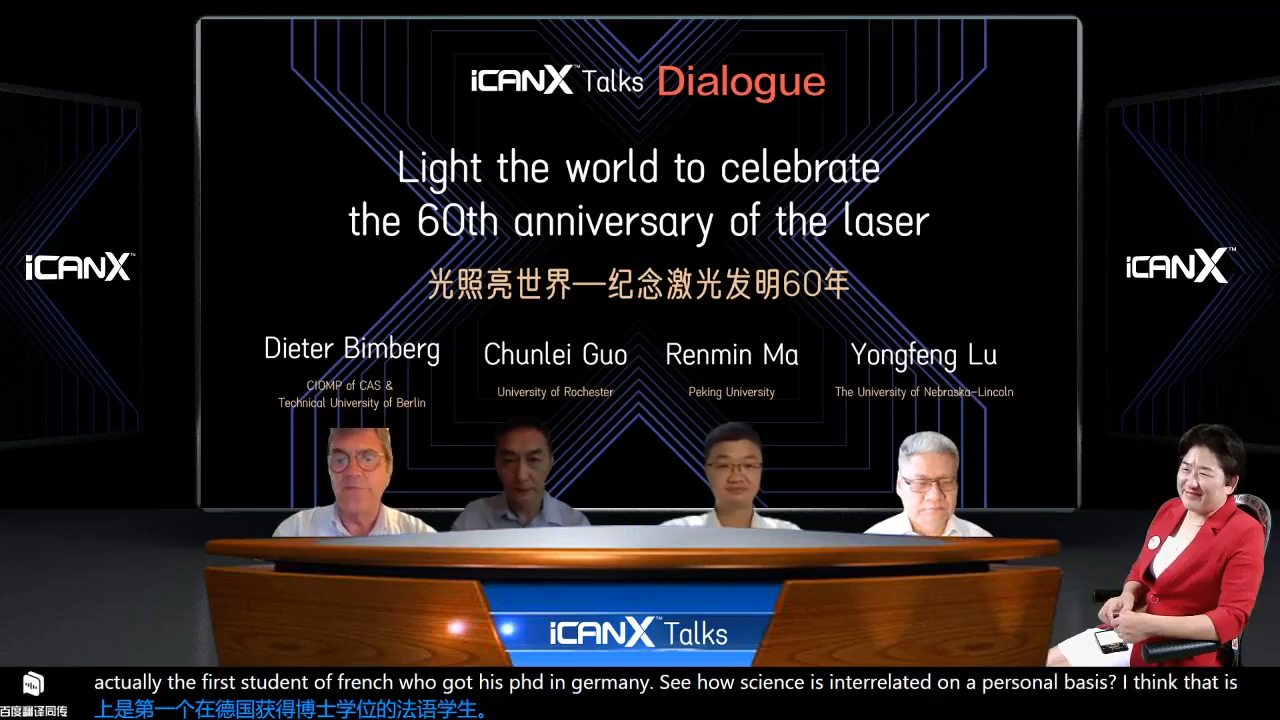 iCANX™ Talks Dialogue
Light the world to celebrate
the 60th anniversary of the laser
光照亮世界—纪念激光发明60年
iCANX™
iCANX™
Dieter Bimberg
CIOMP of CAS &
Technical University of Berlin
Chunlei Guo
University of Rochester
Renmin Ma
Peking University
Yongfeng Lu
The University of Nebraska-Lincoln
iCANX™ Talks
actually the first student of french who got his phd in germany. See how science is interrelated on a personal basis? I think that is
上是第一个在德国获得博士学位的法语学生。
百度翻译同传